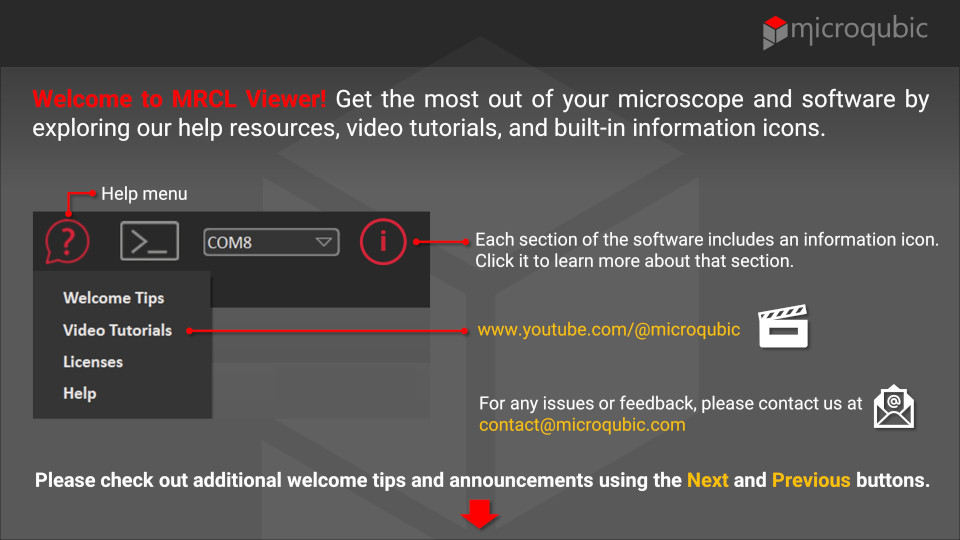 microqubic
Welcome to MRCL Viewer! Get the most out of your microscope and software by
exploring our help resources, video tutorials, and built-in information icons.
Help menu
?
>_
COM8
i
Each section of the software includes an information icon.
Click it to learn more about that section.
Welcome Tips
Video Tutorials
www.youtube.com/@microqubic
Licenses
Help
For any issues or feedback, please contact us at
@
contact@microqubic.com
Please check out additional welcome tips and announcements using the Next and Previous buttons.